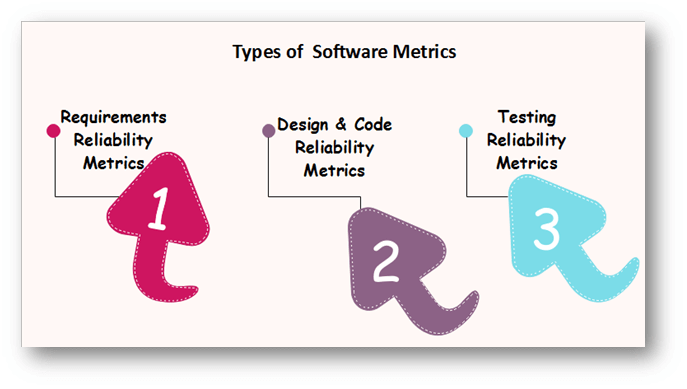 Types of Software Metrics
Requirements
Reliability
Metrics
1
Design & Code
Reliability
Metrics
2
Testing
Reliability
Metrics
3